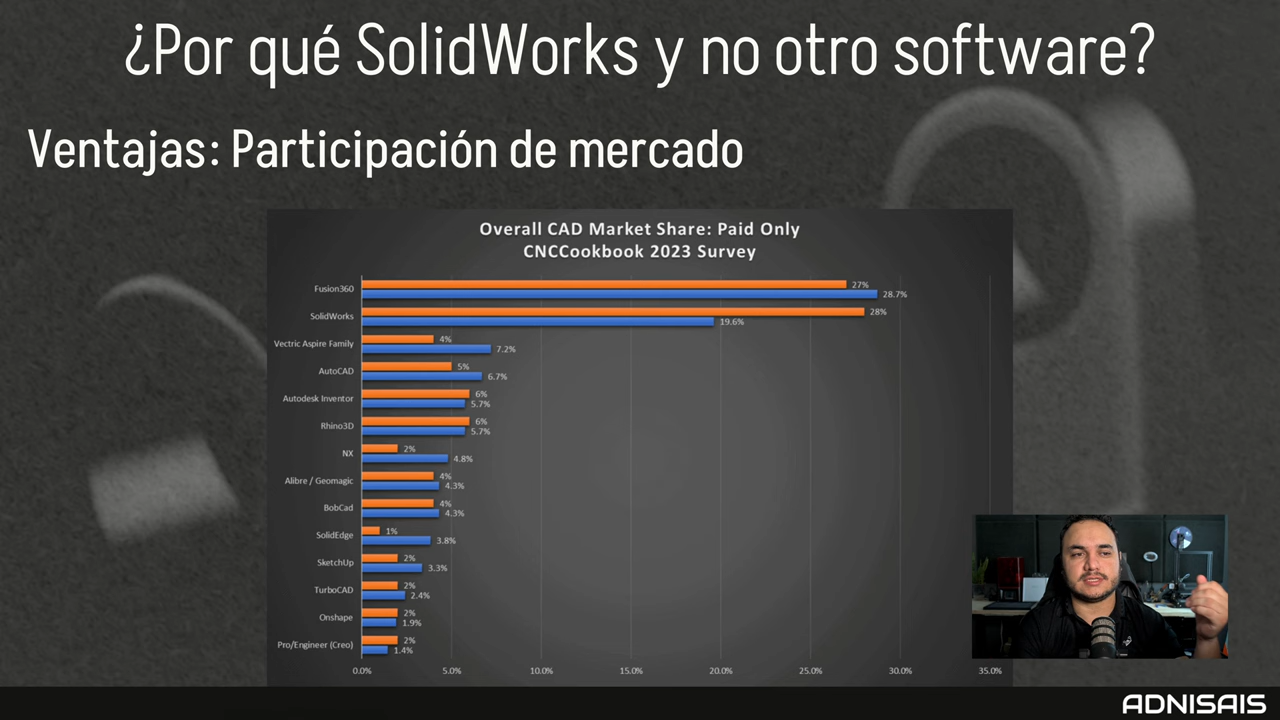 ¿Por qué SolidWorks y no otro software?
Ventajas: Participación de mercado
Overall CAD Market Share: Paid Only
CNCCookbook 2023 Survey
Fusion360 27% 28.7%
SolidWorks 28% 19.6%
Vectric Aspire Family 4% 7.2%
AutoCAD 5% 6.7%
Autodesk Inventor 6% 5.7%
Rhino3D 6% 5.7%
NX 2% 4.8%
Alibre / Geomagic 4% 4.3%
BobCad 4% 4.3%
SolidEdge 1% 3.8%
SketchUp 2% 3.3%
TurboCAD 2% 2.4%
Onshape 2% 1.9%
Pro/Engineer (Creo) 2% 1.4%
0.0% 5.0% 10.0% 15.0% 20.0% 25.0% 30.0% 35.0%
ADNISAIS